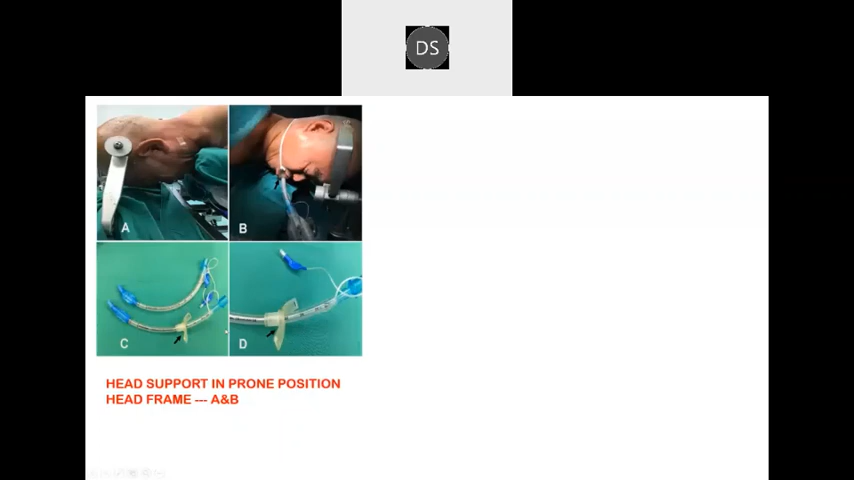 DS
A
B
C
D
HEAD SUPPORT IN PRONE POSITION
HEAD FRAME --- A&B